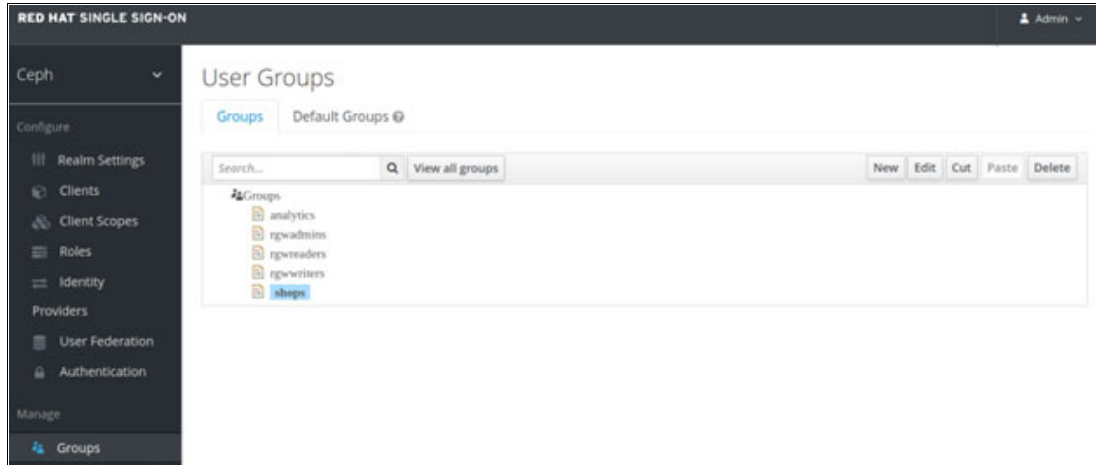 RED HAT SINGLE SIGN-ON
Admin
Ceph
Configure
Realm Settings
Clients
Client Scopes
Roles
Identity
Providers
User Federation
Authentication
Manage
Groups
User Groups
Groups Default Groups
Search... View all groups New Edit Cut Paste Delete
Groups
analytics
rgwadmins
rgwreaders
rgwwriters
shops